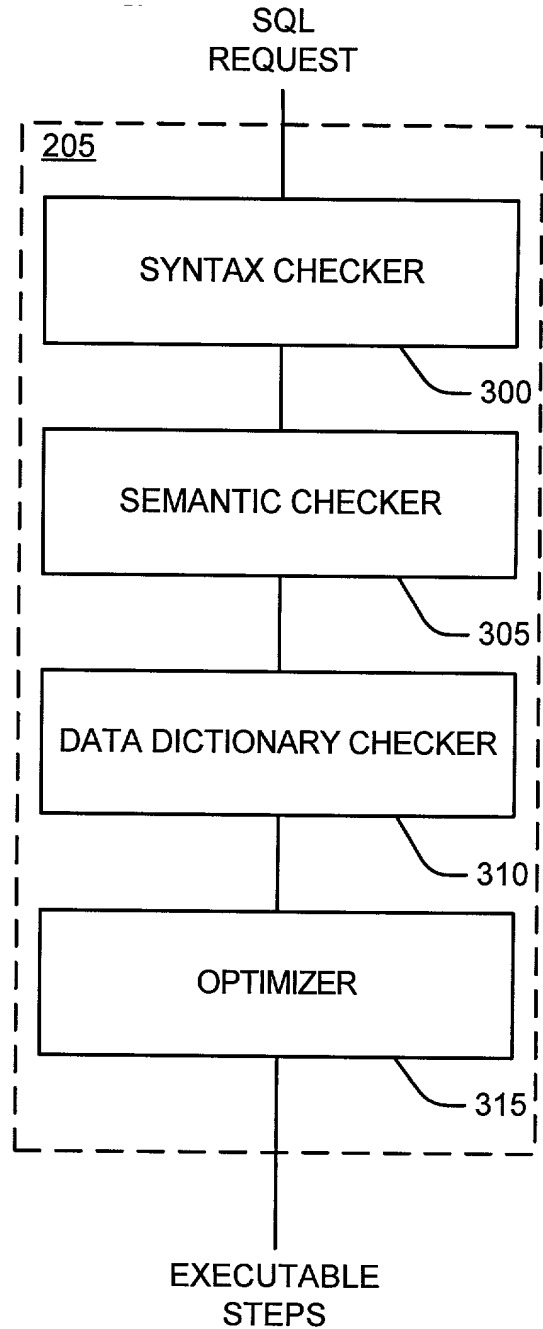 SQL
REQUEST
205
SYNTAX CHECKER
300
SEMANTIC CHECKER
305
DATA DICTIONARY CHECKER
310
OPTIMIZER
315
EXECUTABLE
STEPS